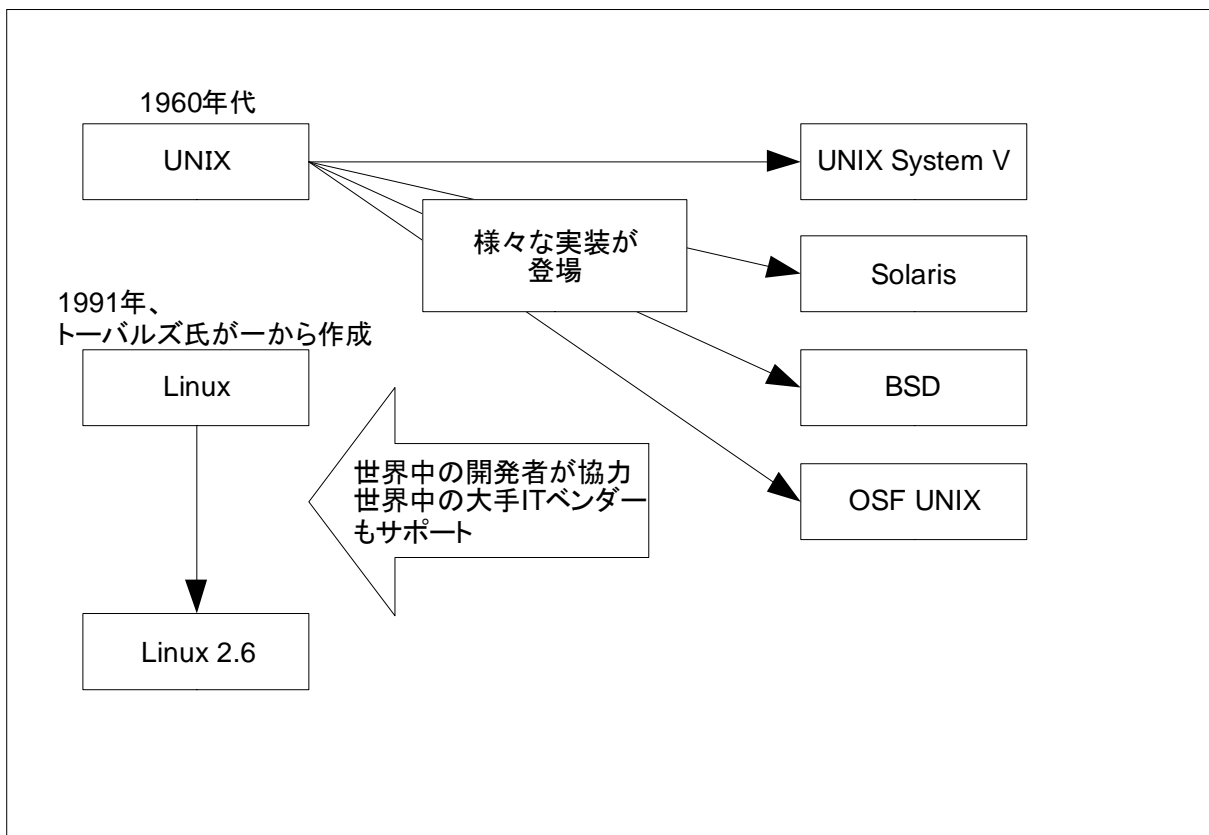 1960年代
UNIX
UNIX System V
様々な実装が
登場
Solaris
1991年、
トーバルズ氏が一から作成
Linux
BSD
世界中の開発者が協力
世界中の大手ITベンダー
もサポート
OSF UNIX
Linux 2.6